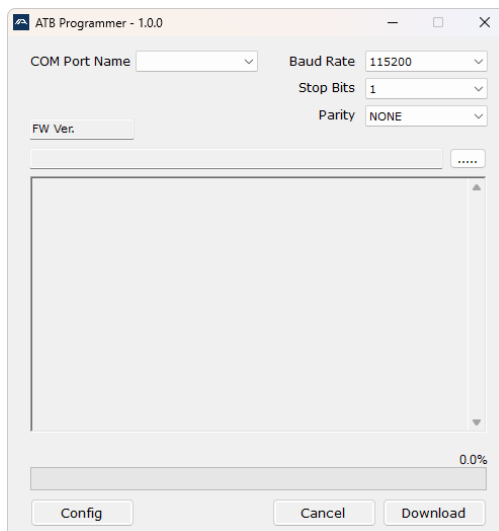 ATB Programmer - 1.0.0
COM Port Name
Baud Rate 115200
Stop Bits 1
Parity NONE
FW Ver.
.....
0.0%
Config Cancel Download